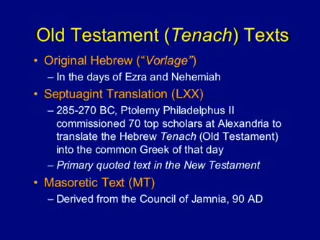 Old Testament (Tenach) Texts
• Original Hebrew (“Vorlage”)
– In the days of Ezra and Nehemiah
• Septuagint Translation (LXX)
– 285-270 BC, Ptolemy Philadelphus II
commissioned 70 top scholars at Alexandria to
translate the Hebrew Tenach (Old Testament)
into the common Greek of that day
– Primary quoted text in the New Testament
• Masoretic Text (MT)
– Derived from the Council of Jamnia, 90 AD